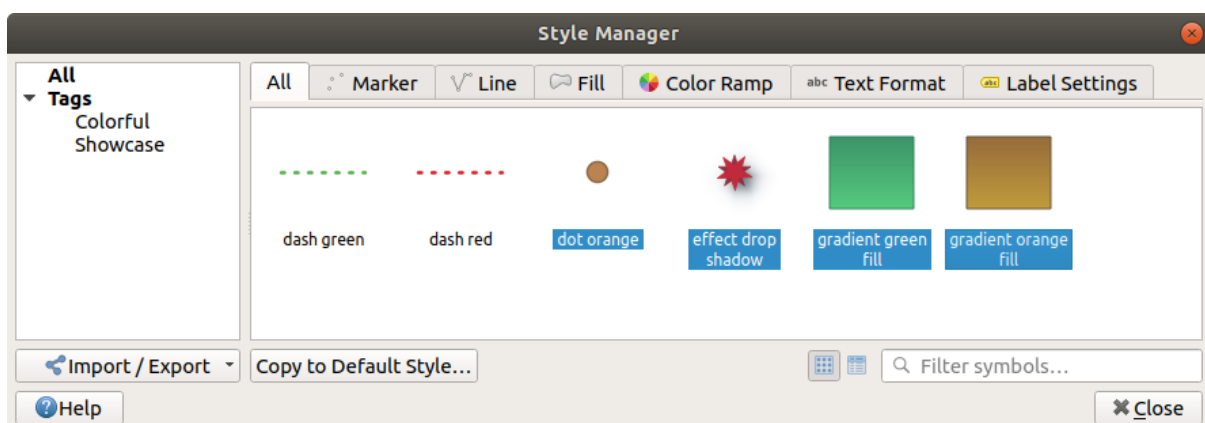 Style Manager
All
Tags
Colorful
Showcase
All
Marker
Line
Fill
Color Ramp
abc Text Format
abc Label Settings
dash green
dash red
dot orange
effect drop
shadow
gradient green
fill
gradient orange
fill
Import / Export
Copy to Default Style...
Filter symbols...
?Help
Close